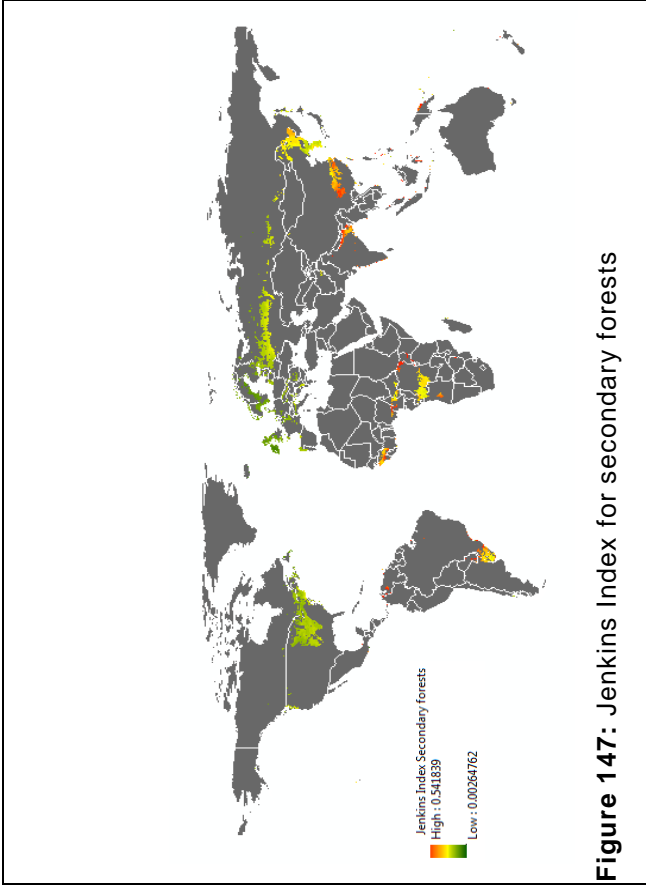 Jenkins Index Secondary forests
High : 0.541839
Low : 0.00264762
Figure 147: Jenkins Index for secondary forests